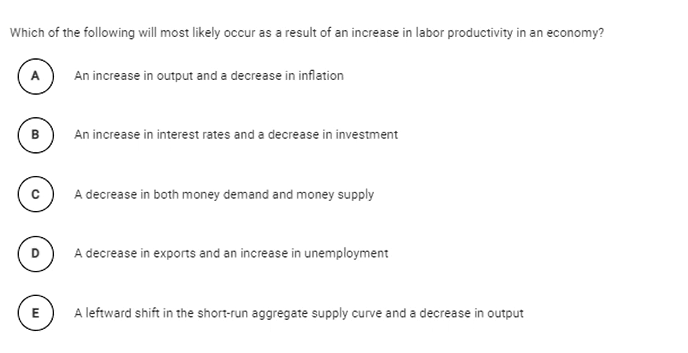 Which of the following will most likely occur as a result of an increase in labor productivity in an economy?
A An increase in output and a decrease in inflation
B An increase in interest rates and a decrease in investment
C A decrease in both money demand and money supply
D A decrease in exports and an increase in unemployment
E A leftward shift in the short-run aggregate supply curve and a decrease in output